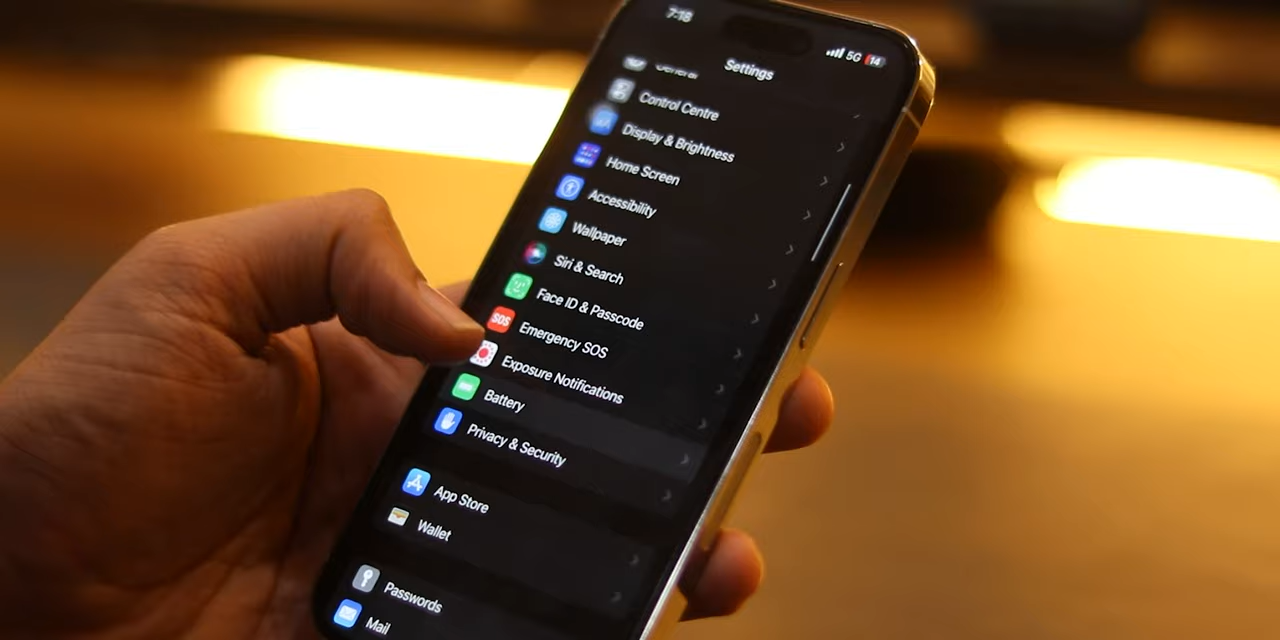 7:18
5G 14
Settings
General
Control Centre
Display & Brightness
Home Screen
Accessibility
Wallpaper
Siri & Search
Face ID & Passcode
SOS Emergency SOS
Exposure Notifications
Battery
Privacy & Security
App Store
Wallet
Passwords
Mail